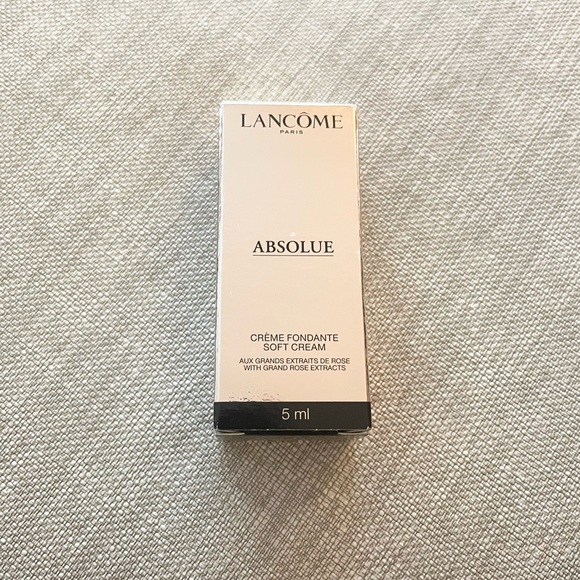 LANCÔME
PARIS
ABSOLUE
CRÈME FONDANTE
SOFT CREAM
AUX GRANDS EXTRAITS DE ROSE
WITH GRAND ROSE EXTRACTS
5 ml